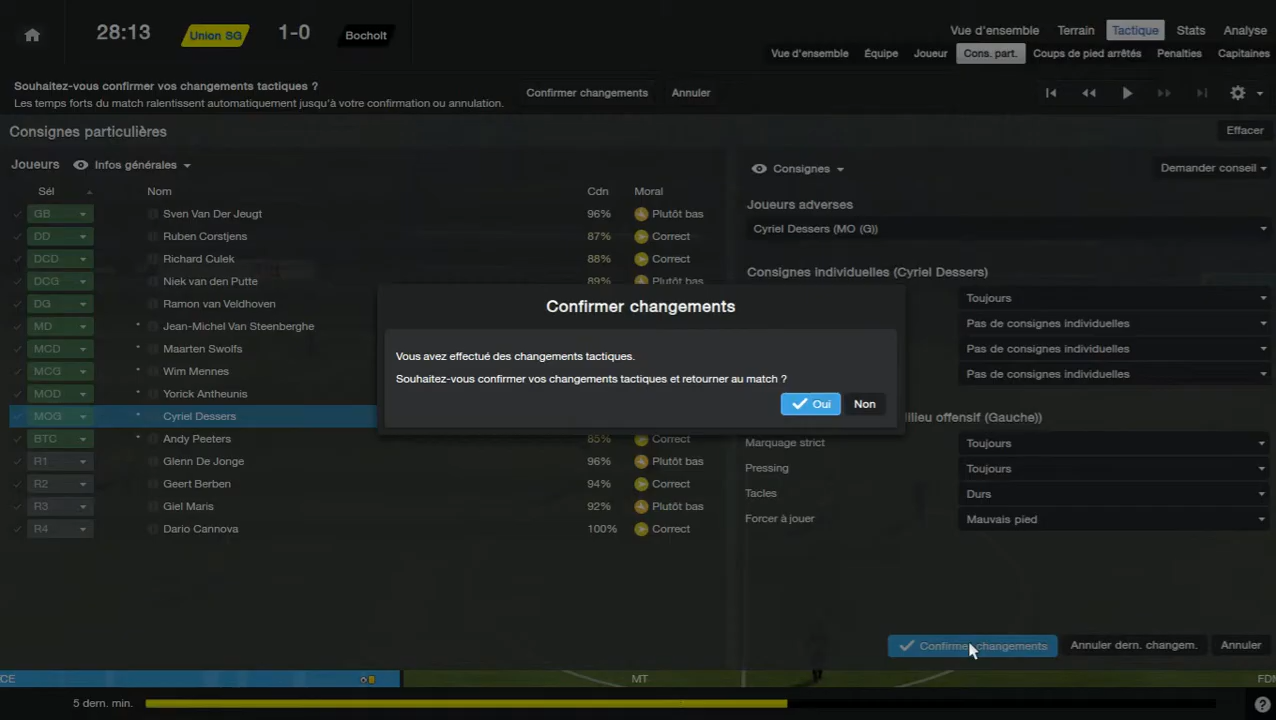 28:13 Union SG 1-0 Bocholt
Vue d'ensemble Terrain Tactique Stats Analyse
Vue d'ensemble Équipe Joueur Cons. part. Coups de pied arrêtés Penalties Capitaines
Souhaitez-vous confirmer vos changements tactiques ?
Les temps forts du match ralentissent automatiquement jusqu'à votre confirmation ou annulation.
Confirmer changements Annuler
Consignes particulières
Effacer
Joueurs Infos générales
Consignes
Demander conseil
Sél Nom Cdn Moral
GB Sven Van Der Jeugt 96% Plutôt bas
DD Ruben Corstjens 87% Correct
DCD Richard Culek 88% Correct
DCG Niek van den Putte 89% Plutôt bas
DG Ramon van Veldhoven
MD * Jean-Michel Van Steenberghe
MCD * Maarten Swolfs
MCG * Wim Mennes
MOD * Yorick Antheunis
MOG * Cyriel Dessers
BTC * Andy Peeters 85% Correct
R1 Glenn De Jonge 96% Plutôt bas
R2 Geert Berben 94% Correct
R3 Giel Maris 92% Plutôt bas
R4 Dario Cannova 100% Correct
Joueurs adverses
Cyriel Dessers (MO (G))
Consignes individuelles (Cyriel Dessers)
Toujours
Pas de consignes individuelles
Pas de consignes individuelles
Pas de consignes individuelles
Confirmer changements
Vous avez effectué des changements tactiques.
Souhaitez-vous confirmer vos changements tactiques et retourner au match ?
Oui Non
ilieu offensif (Gauche))
Marquage strict Toujours
Pressing Toujours
Tacles Durs
Forcer à jouer Mauvais pied
Confirmer changements Annuler dern. changem. Annuler
CE MT FDM
5 dern. min.
?